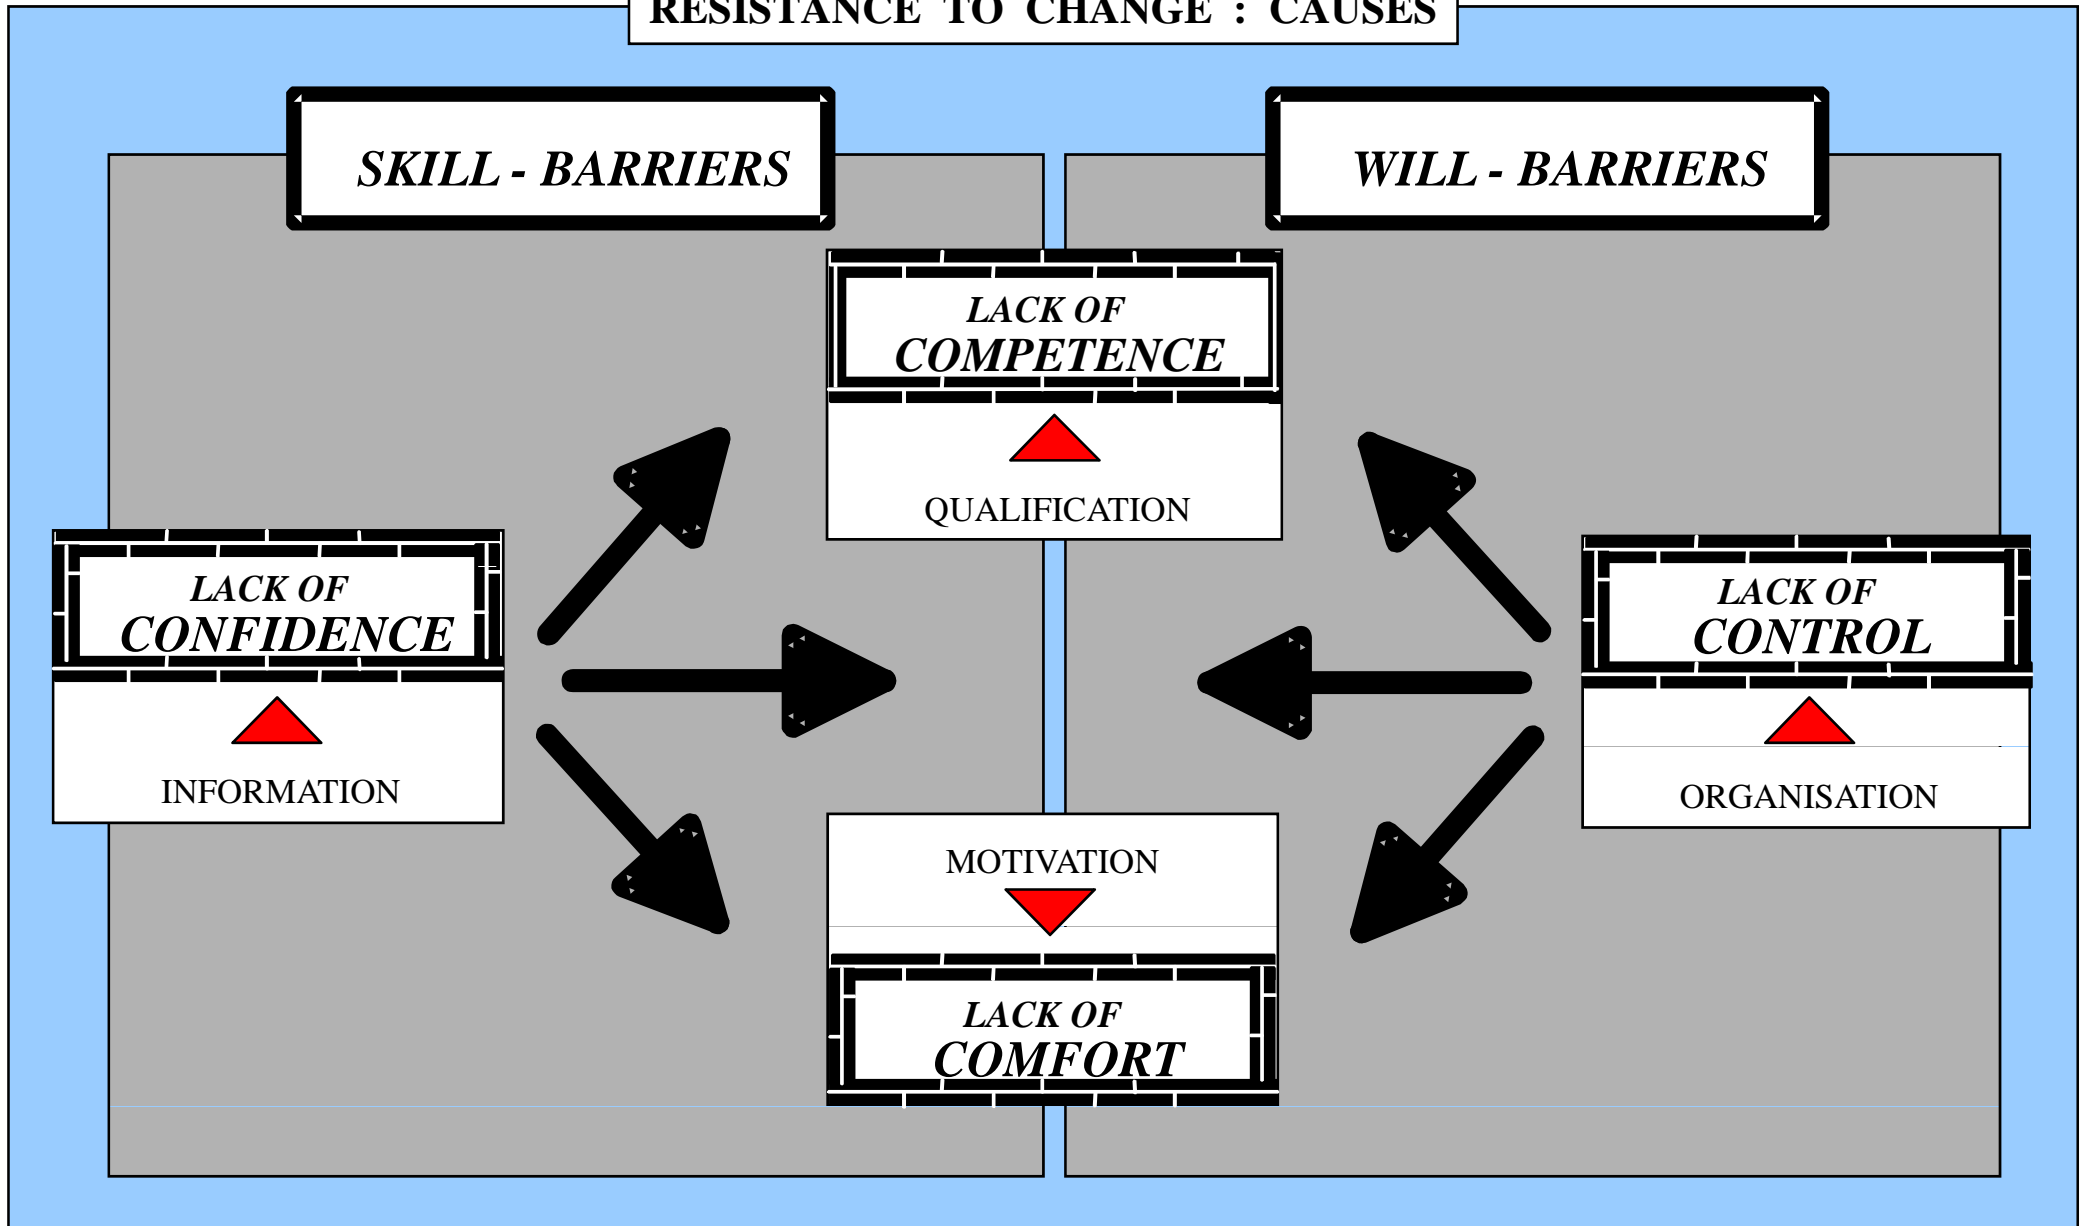 RESISTANCE TO CHANGE : CAUSES
SKILL - BARRIERS
WILL - BARRIERS
LACK OF
COMPETENCE
QUALIFICATION
LACK OF
CONFIDENCE
INFORMATION
LACK OF
CONTROL
ORGANISATION
MOTIVATION
LACK OF
COMFORT